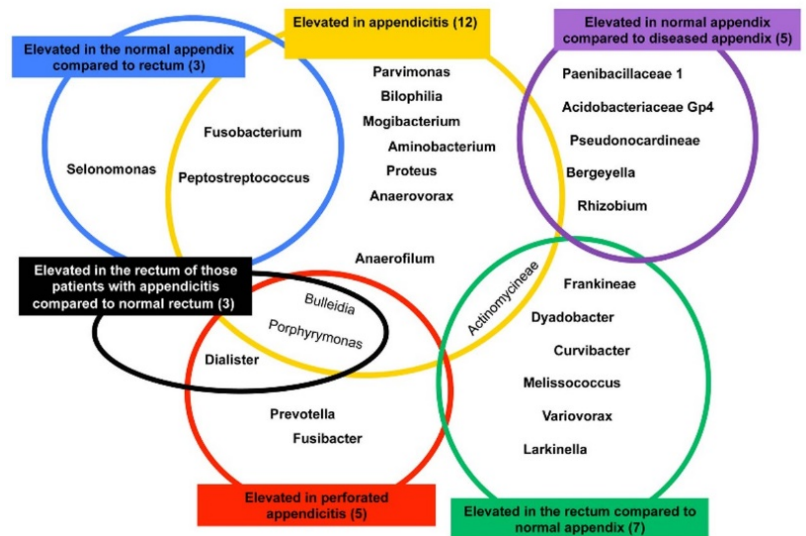 Elevated in the normal appendix
compared to rectum (3)
Elevated in appendicitis (12)
Elevated in normal appendix
compared to diseased appendix (5)
Selonomonas
Fusobacterium
Peptostreptococcus
Parvimonas
Bilophilia
Mogibacterium
Aminobacterium
Proteus
Anaerovorax
Anaerofilum
Paenibacillaceae 1
Acidobacteriaceae Gp4
Pseudonocardineae
Bergeyella
Rhizobium
Elevated in the rectum of those
patients with appendicitis
compared to normal rectum (3)
Bulleidia
Porphyrymonas
Dialister
Prevotella
Fusibacter
Actinomycineae
Frankineae
Dyadobacter
Curvibacter
Melissococcus
Variovorax
Larkinella
Elevated in perforated
appendicitis (5)
Elevated in the rectum compared to
normal appendix (7)